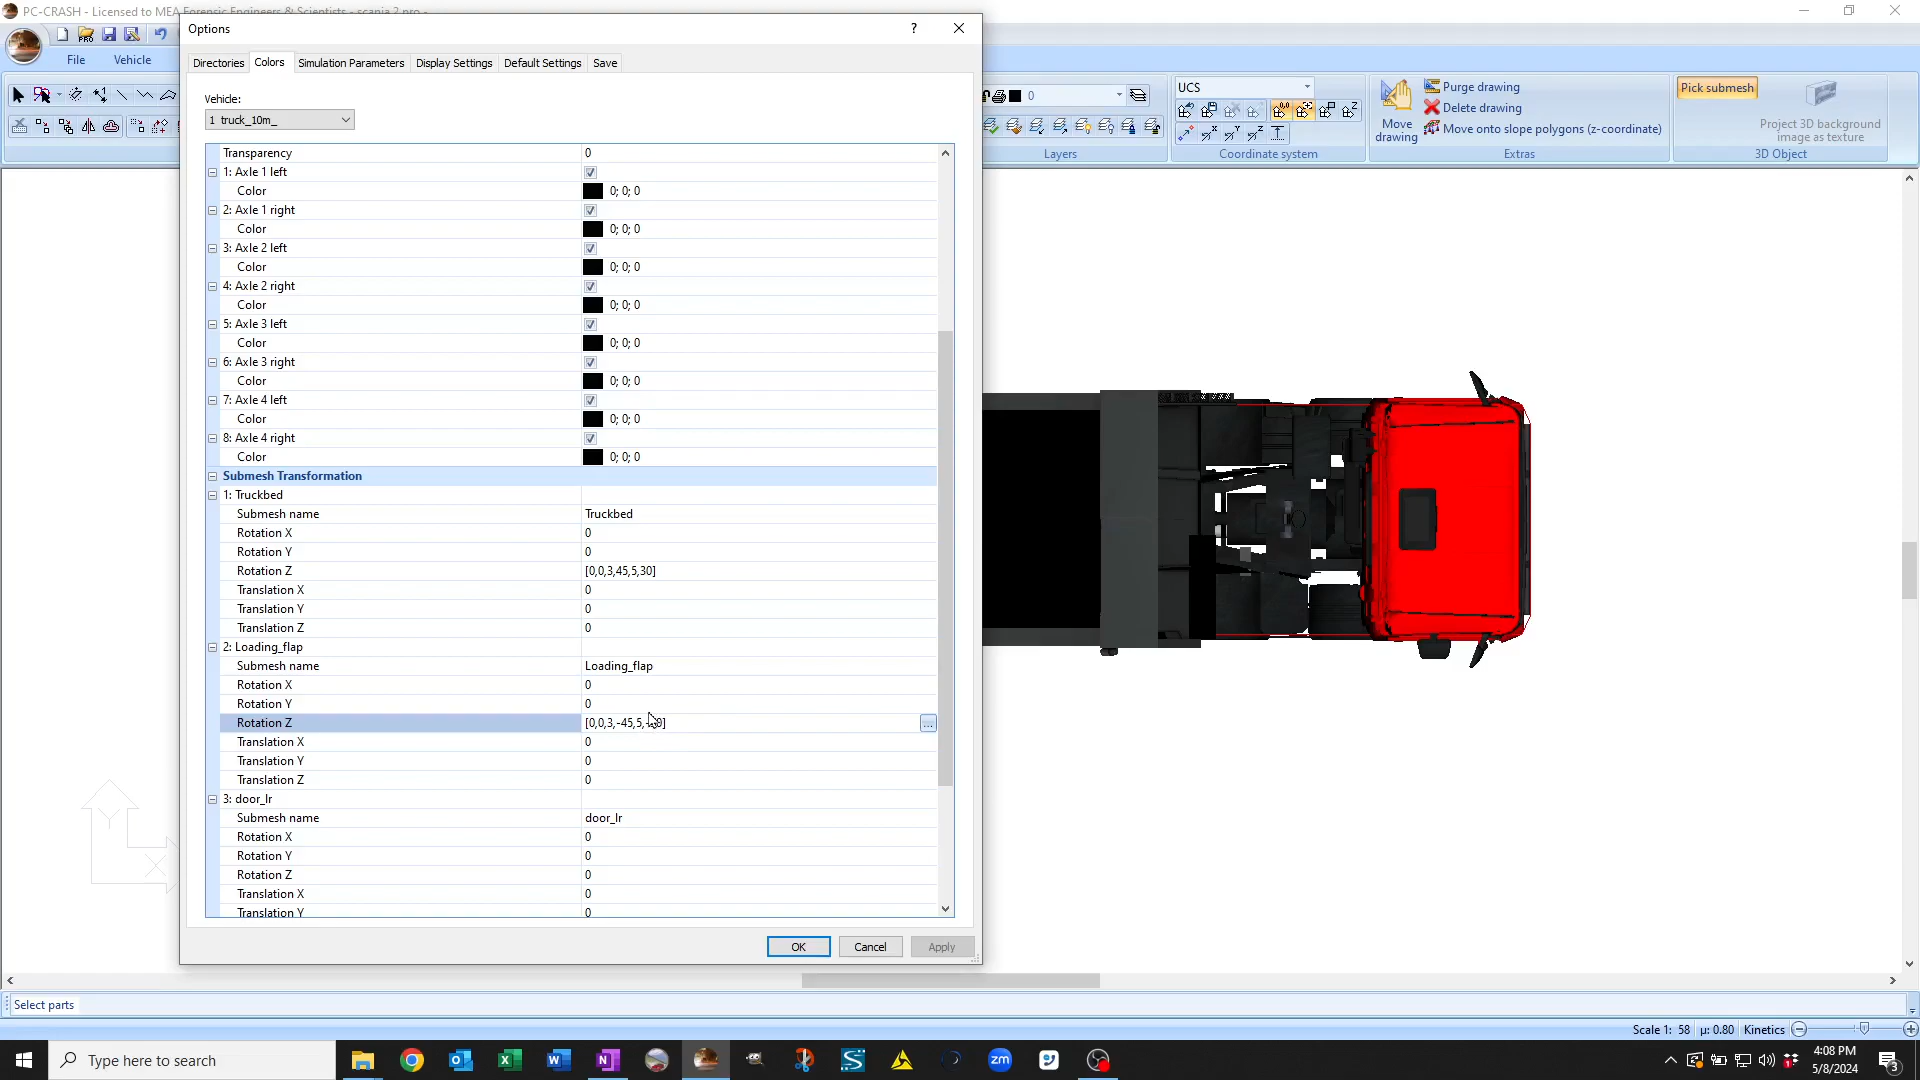 PC-CRASH - Licensed to MEA Forensic Engineers & Scientists - scania 2.pro -
File
Vehicle
Options
?
Directories
Colors
Simulation Parameters
Display Settings
Default Settings
Save
Vehicle:
1 truck_10m_
Transparency 0
1: Axle 1 left
Color 0; 0; 0
2: Axle 1 right
Color 0; 0; 0
3: Axle 2 left
Color 0; 0; 0
4: Axle 2 right
Color 0; 0; 0
5: Axle 3 left
Color 0; 0; 0
6: Axle 3 right
Color 0; 0; 0
7: Axle 4 left
Color 0; 0; 0
8: Axle 4 right
Color 0; 0; 0
Submesh Transformation
1: Truckbed
Submesh name Truckbed
Rotation X 0
Rotation Y 0
Rotation Z [0,0,3,45,5,30]
Translation X 0
Translation Y 0
Translation Z 0
2: Loading_flap
Submesh name Loading_flap
Rotation X 0
Rotation Y 0
Rotation Z ...
Translation X 0
Translation Y 0
Translation Z 0
3: door_lr
Submesh name door_lr
Rotation X 0
Rotation Y 0
Rotation Z 0
Translation X 0
Translation Y 0
OK
Cancel
Apply
0
Layers
UCS
Coordinate system
Move drawing
Purge drawing
Delete drawing
Move onto slope polygons (z-coordinate)
Extras
Pick submesh
Project 3D background
image as texture
3D Object
Y
X
Select parts
Scale 1: 58
µ: 0.80
Kinetics
Type here to search
4:08 PM
5/8/2024
3